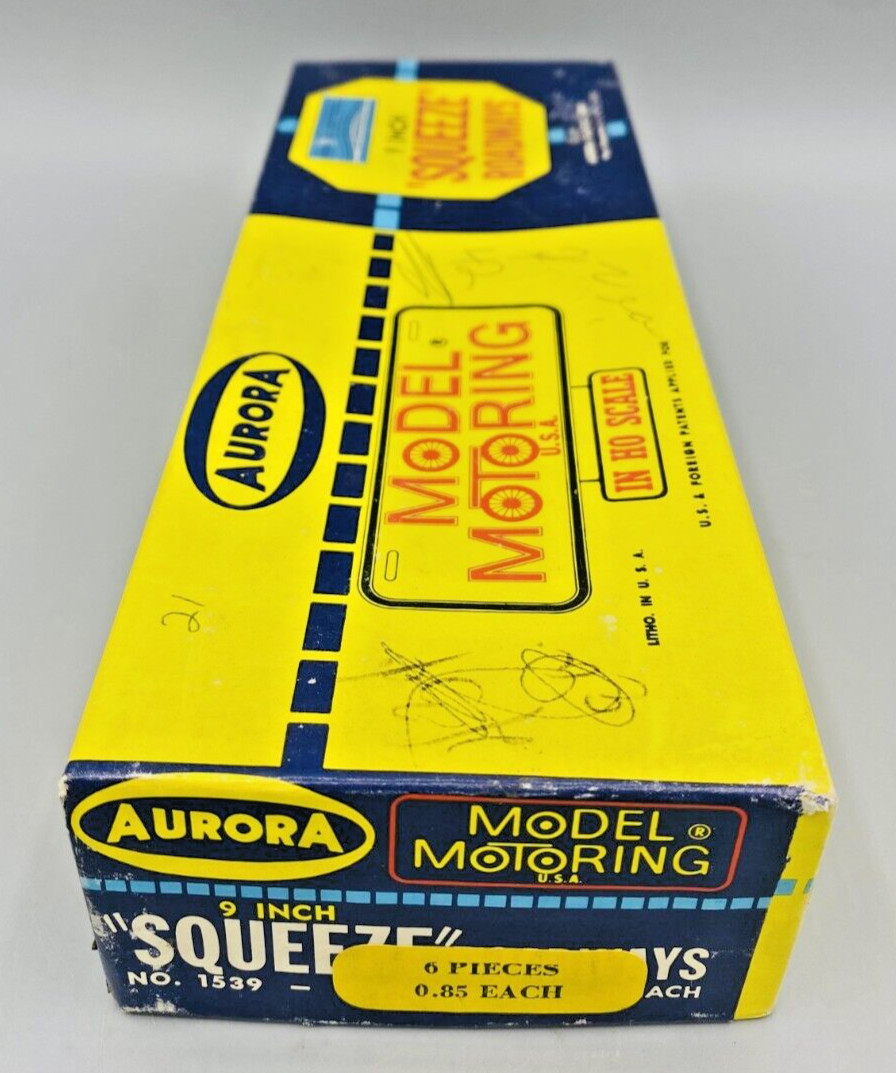 9 INCH
"SQUEEZE"
ROADWAYS
AURORA
MODEL ®
MOTORING
U.S.A.
IN HO SCALE
U.S. & FOREIGN PATENTS APPLIED FOR
LITHO. IN U. S. A.
21
AURORA
MODEL ®
MOTORING
U.S.A.
9 INCH
"SQUEEZE" YS
NO. 1539 – ACH
6 PIECES
0.85 EACH